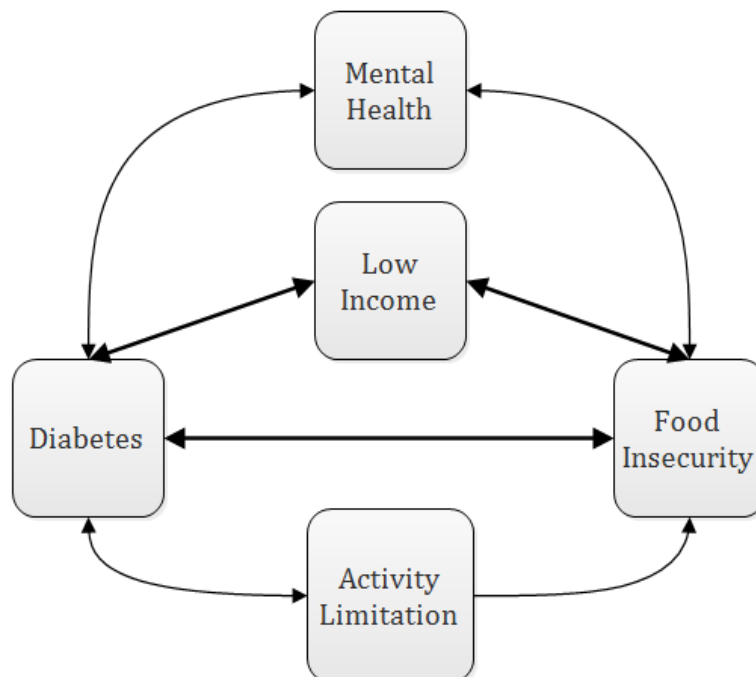 Mental
Health
Low
Income
Diabetes
Food
Insecurity
Activity
Limitation